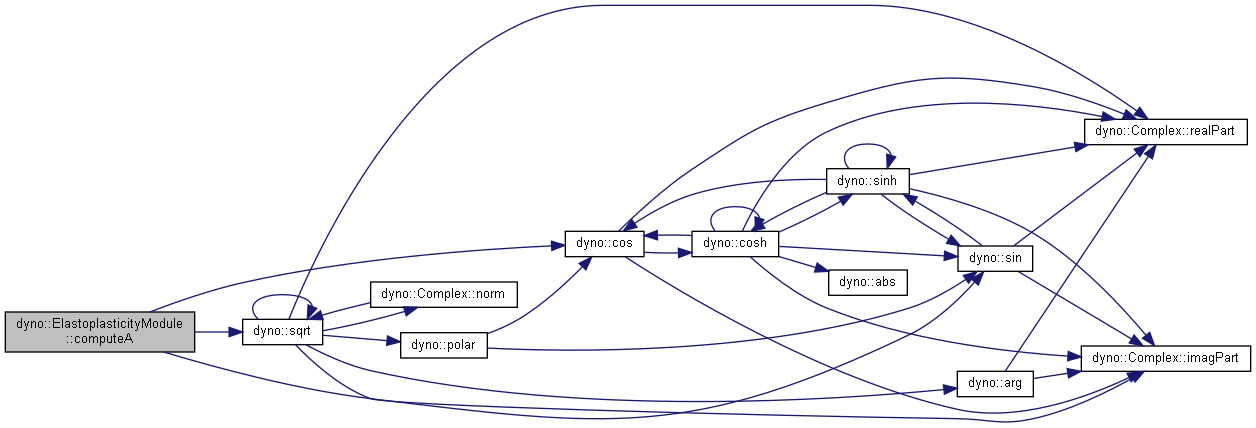 dyno::ElastoplasticityModule
::computeA
dyno::sqrt
dyno::Complex::norm
dyno::polar
dyno::cos
dyno::cosh
dyno::sinh
dyno::abs
dyno::sin
dyno::arg
dyno::Complex::realPart
dyno::Complex::imagPart